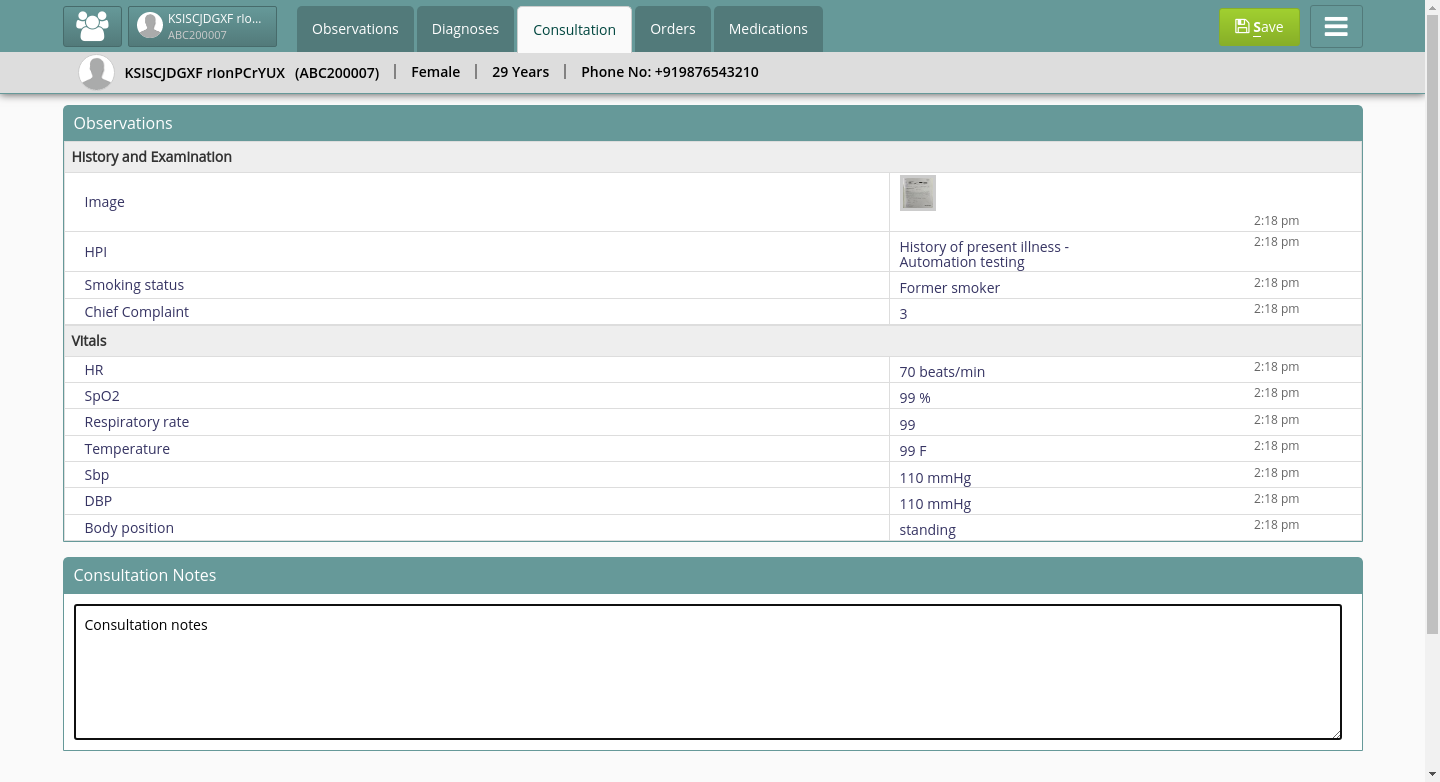 KSISCJDGXF rIo...
ABC200007
Observations
Diagnoses
Consultation
Orders
Medications
Save
KSISCJDGXF rIonPCrYUX (ABC200007) | Female | 29 Years | Phone No: +919876543210
Observations
History and Examination
Image 2:18 pm
HPI History of present illness - 2:18 pm
Automation testing
Smoking status Former smoker 2:18 pm
Chief Complaint 3 2:18 pm
Vitals
HR 70 beats/min 2:18 pm
SpO2 99 % 2:18 pm
Respiratory rate 99 2:18 pm
Temperature 99 F 2:18 pm
Sbp 110 mmHg 2:18 pm
DBP 110 mmHg 2:18 pm
Body position standing 2:18 pm
Consultation Notes
Consultation notes